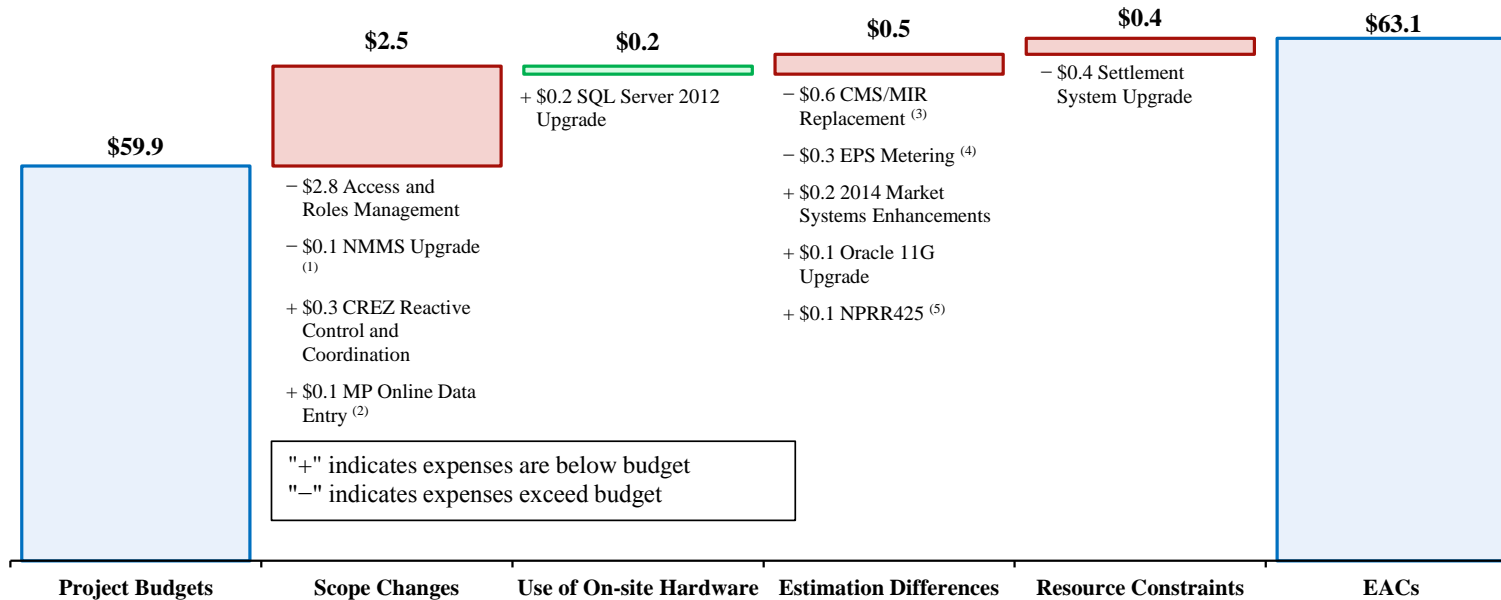 $59.9
$2.5
− $2.8 Access and
Roles Management
− $0.1 NMMS Upgrade
(1)
+ $0.3 CREZ Reactive
Control and
Coordination
+ $0.1 MP Online Data
Entry (2)
$0.2
+ $0.2 SQL Server 2012
Upgrade
$0.5
− $0.6 CMS/MIR
Replacement (3)
− $0.3 EPS Metering (4)
+ $0.2 2014 Market
Systems Enhancements
+ $0.1 Oracle 11G
Upgrade
+ $0.1 NPRR425 (5)
$0.4
− $0.4 Settlement
System Upgrade
$63.1
"+" indicates expenses are below budget
"−" indicates expenses exceed budget
Project Budgets
Scope Changes
Use of On-site Hardware
Estimation Differences
Resource Constraints
EACs